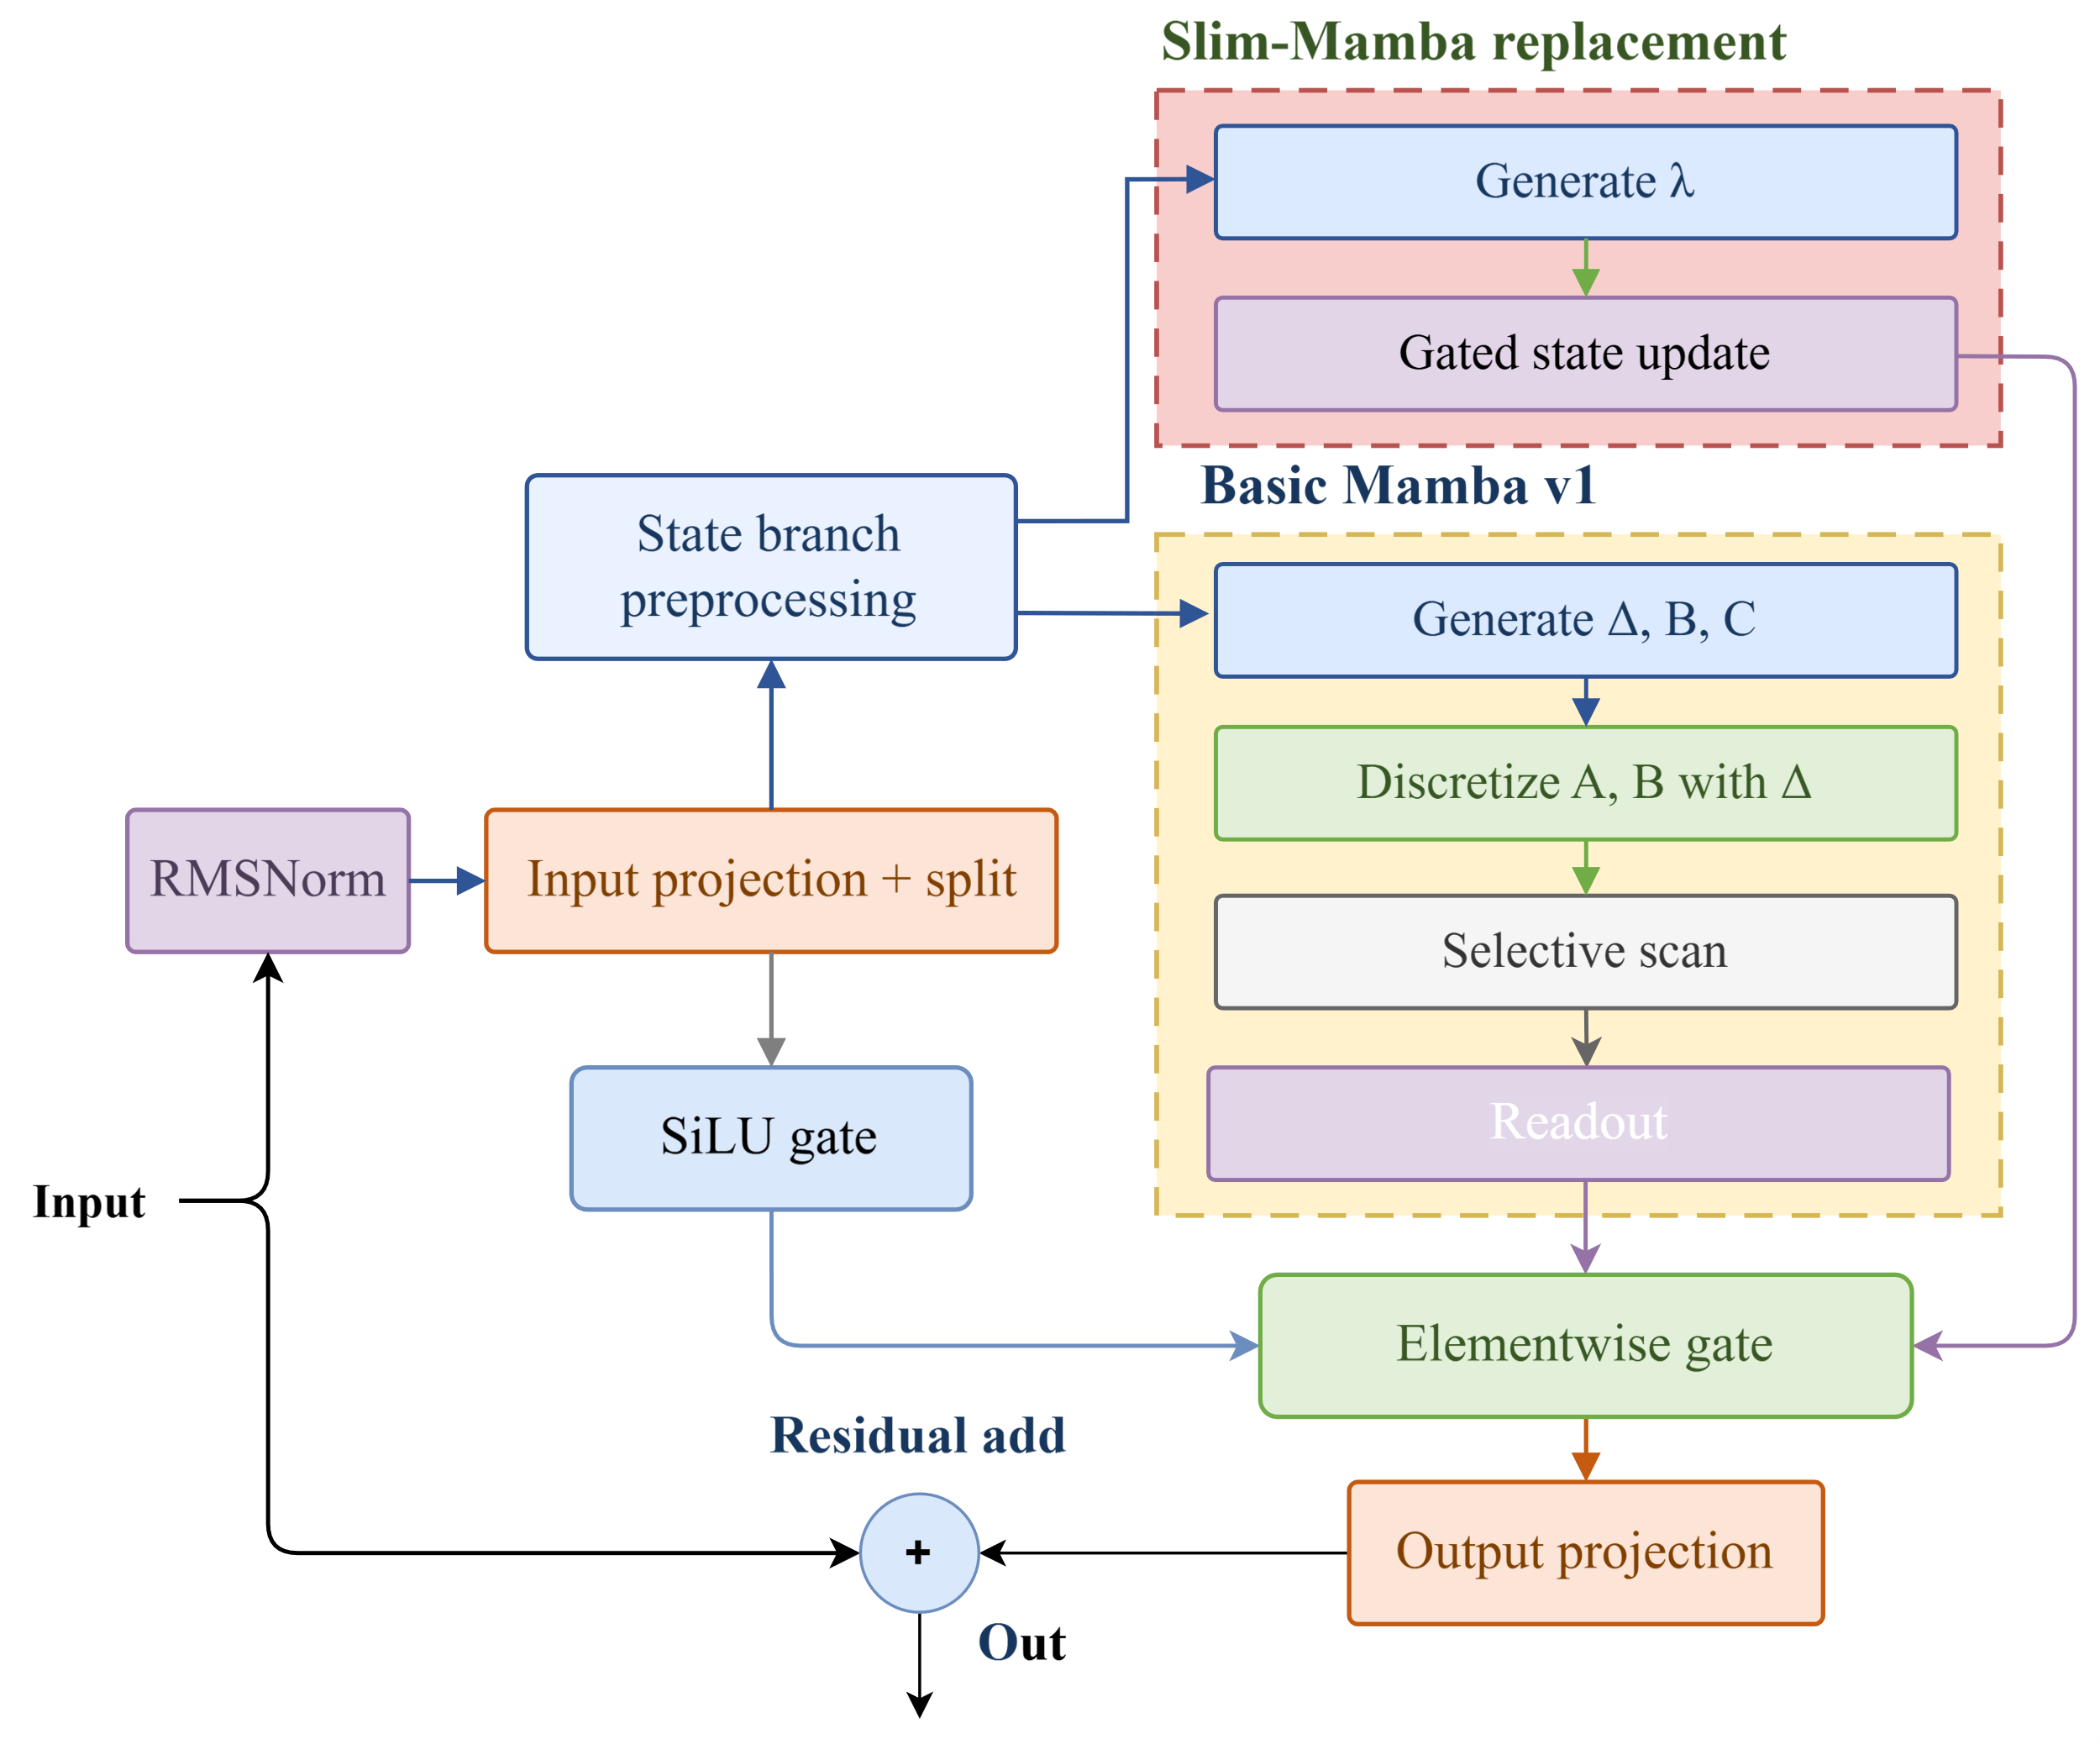 Slim-Mamba replacement
Generate λ
Gated state update
Basic Mamba v1
State branch
preprocessing
Generate Δ, B, C
Discretize A, B with Δ
RMSNorm
Input projection + split
Selective scan
SiLU gate
Readout
Input
Elementwise gate
Residual add
+
Output projection
Out